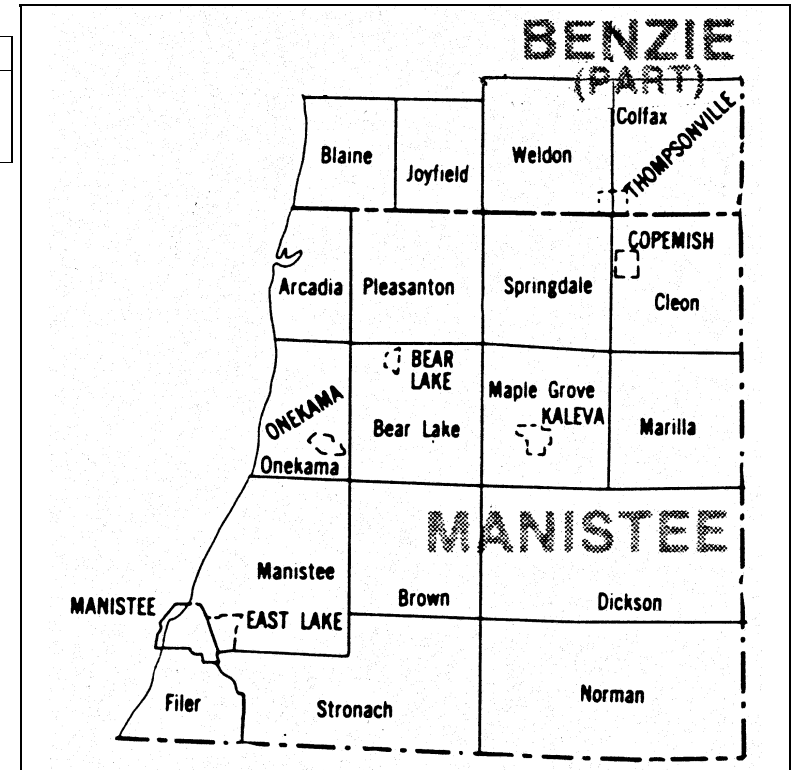 BENZIE
(PART)
Colfax
THOMPSONVILLE
Blaine
Joyfield
Weldon
COPEMISH
Arcadia
Pleasanton
Springdale
Cleon
BEAR
LAKE
Maple Grove
KALEVA
ONEKAMA
Bear Lake
Marilla
Onekama
MANISTEE
Manistee
Brown
Dickson
MANISTEE
EAST LAKE
Filer
Stronach
Norman